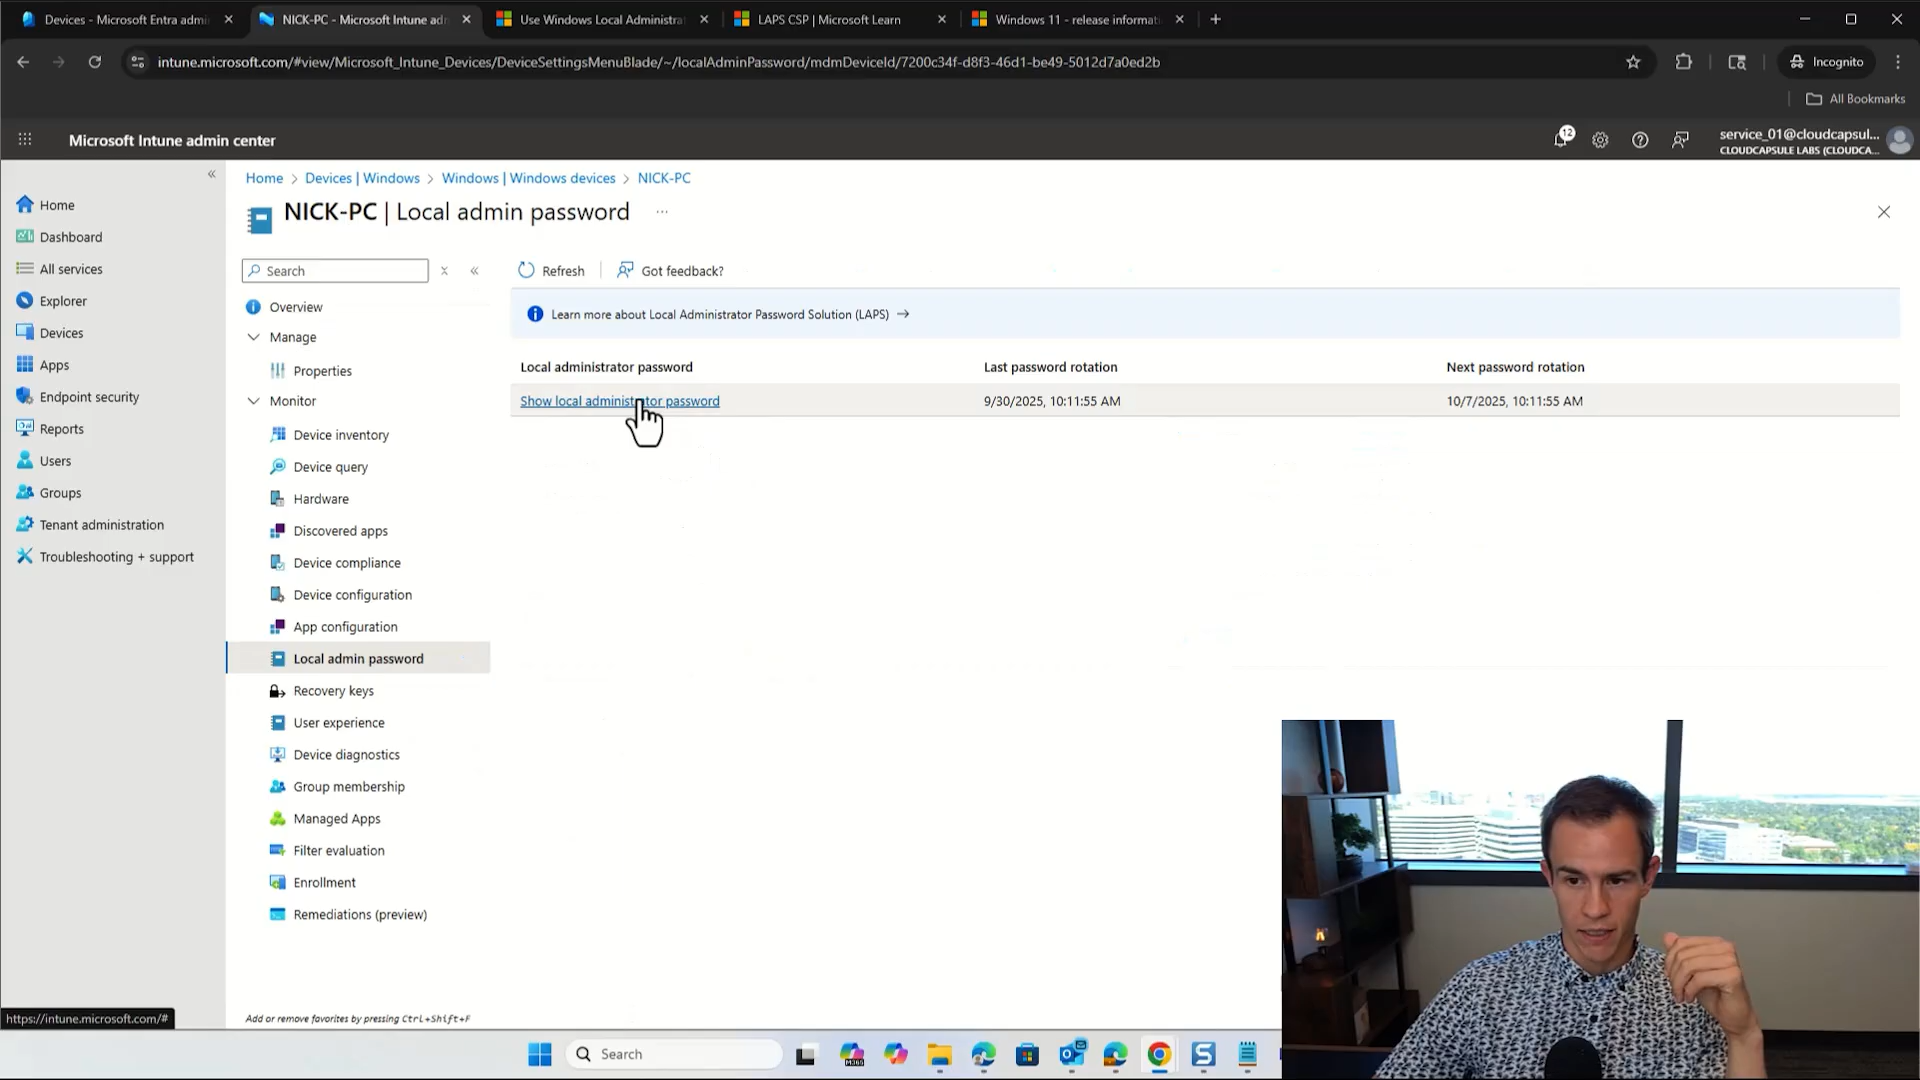 Devices - Microsoft Entra admi
NICK-PC - Microsoft Intune adn
Use Windows Local Administra
LAPS CSP | Microsoft Learn
Windows 11 - release informati
intune.microsoft.com/#view/Microsoft_Intune_Devices/DeviceSettingsMenuBlade/~/localAdminPassword/mdmDeviceId/7200c34f-d8f3-46d1-be49-5012d7a0ed2b
Incognito
All Bookmarks
Microsoft Intune admin center
12
service_01@cloudcapsul...
CLOUDCAPSULE LABS (CLOUDCA...
Home
Dashboard
All services
Explorer
Devices
Apps
Endpoint security
Reports
Users
Groups
Tenant administration
Troubleshooting + support
Home > Devices | Windows > Windows | Windows devices > NICK-PC
NICK-PC | Local admin password ...
Search
Overview
Manage
Properties
Monitor
Device inventory
Device query
Hardware
Discovered apps
Device compliance
Device configuration
App configuration
Local admin password
Recovery keys
User experience
Device diagnostics
Group membership
Managed Apps
Filter evaluation
Enrollment
Remediations (preview)
Add or remove favorites by pressing Ctrl+Shift+F
Refresh
Got feedback?
Learn more about Local Administrator Password Solution (LAPS) →
Local administrator password
Last password rotation
Next password rotation
Show local administrator password
9/30/2025, 10:11:55 AM
10/7/2025, 10:11:55 AM
https://intune.microsoft.com/#
Search
M365